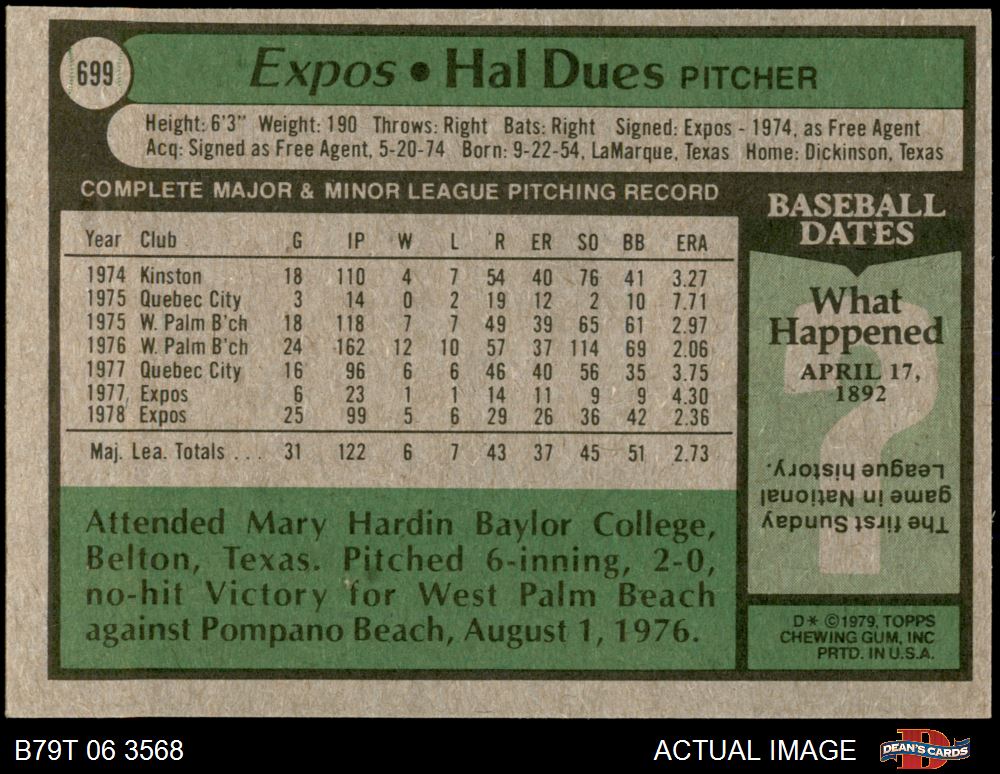 699
Expos • Hal Dues PITCHER
Height: 6'3" Weight: 190 Throws: Right Bats: Right Signed: Expos - 1974, as Free Agent
Acq: Signed as Free Agent, 5-20-74 Born: 9-22-54, LaMarque, Texas Home: Dickinson, Texas
COMPLETE MAJOR & MINOR LEAGUE PITCHING RECORD
Year Club G IP W L R ER SO BB ERA
1974 Kinston 18 110 4 7 54 40 76 41 3.27
1975 Quebec City 3 14 0 2 19 12 2 10 7.71
1975 W. Palm B'ch 18 118 7 7 49 39 65 61 2.97
1976 W. Palm B'ch 24 162 12 10 57 37 114 69 2.06
1977 Quebec City 16 96 6 6 46 40 56 35 3.75
1977 Expos 6 23 1 1 14 11 9 9 4.30
1978 Expos 25 99 5 6 29 26 36 42 2.36
Maj. Lea. Totals . . . 31 122 6 7 43 37 45 51 2.73
Attended Mary Hardin Baylor College,
Belton, Texas. Pitched 6-inning, 2-0,
no-hit Victory for West Palm Beach
against Pompano Beach, August 1, 1976.
BASEBALL
DATES
What
Happened
APRIL 17,
1892
?
The first Sunday
game in National
League history.
D* ©1979, TOPPS
CHEWING GUM, INC
PRTD. IN U.S.A.
B79T 06 3568
ACTUAL IMAGE
DEAN'S CARDS